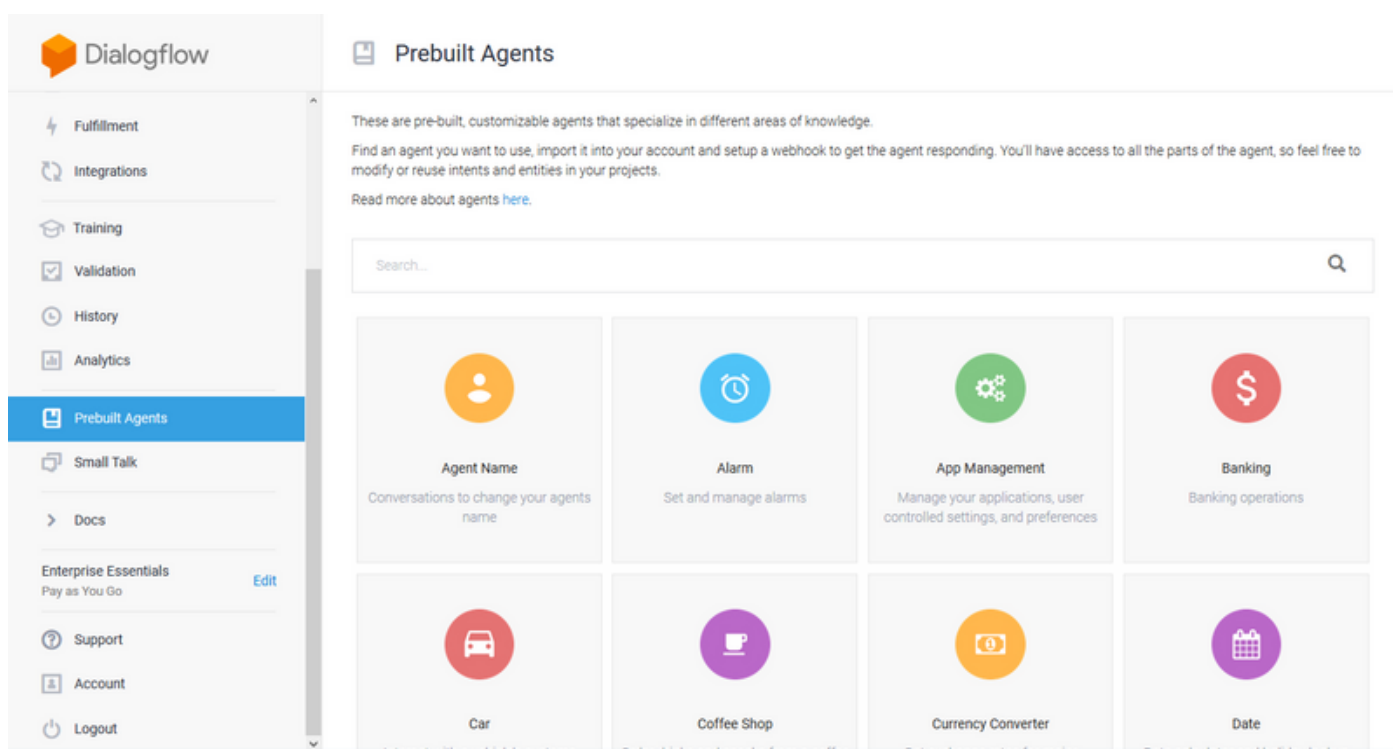 Dialogflow
Fulfillment
Integrations
Training
Validation
History
Analytics
Prebuilt Agents
Small Talk
Docs
Enterprise Essentials
Edit
Pay as You Go
Support
Account
Logout
Prebuilt Agents
These are pre-built, customizable agents that specialize in different areas of knowledge.
Find an agent you want to use, import it into your account and setup a webhook to get the agent responding. You'll have access to all the parts of the agent, so feel free to
modify or reuse intents and entities in your projects.
Read more about agents here.
Search...
Agent Name
Conversations to change your agents
name
Alarm
Set and manage alarms
App Management
Manage your applications, user
controlled settings, and preferences
Banking
Banking operations
Car
Coffee Shop
Currency Converter
Date